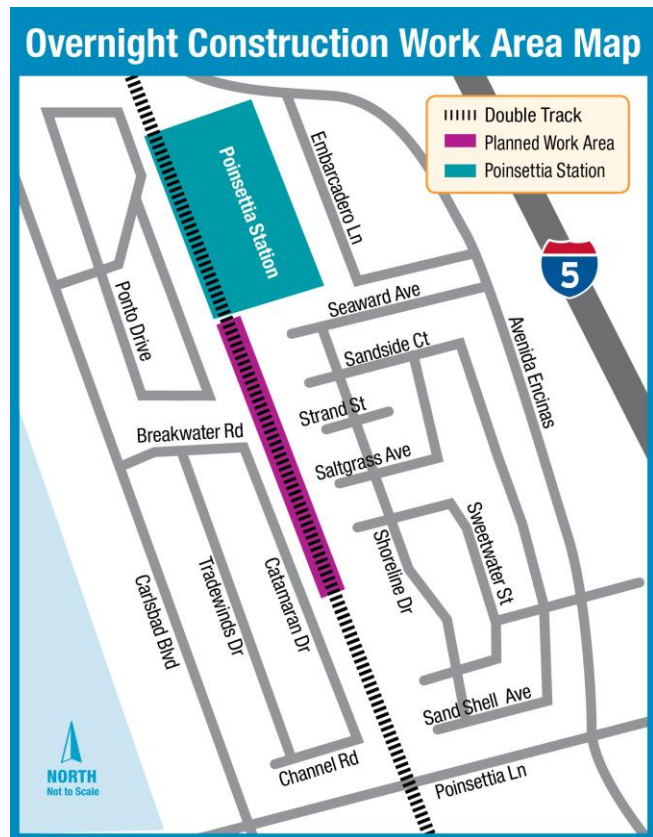 Overnight Construction Work Area Map
Double Track
Planned Work Area
Poinsettia Station
Poinsettia Station
Embarcadero Ln
5
Ponto Drive
Seaward Ave
Avenida Encinas
Sandside Ct
Strand St
Breakwater Rd
Saltgrass Ave
Sweetwater St
Shoreline Dr
Catamaran Dr
Tradewinds Dr
Carlsbad Blvd
Sand Shell Ave
Channel Rd
Poinsettia Ln
NORTH
Not to Scale